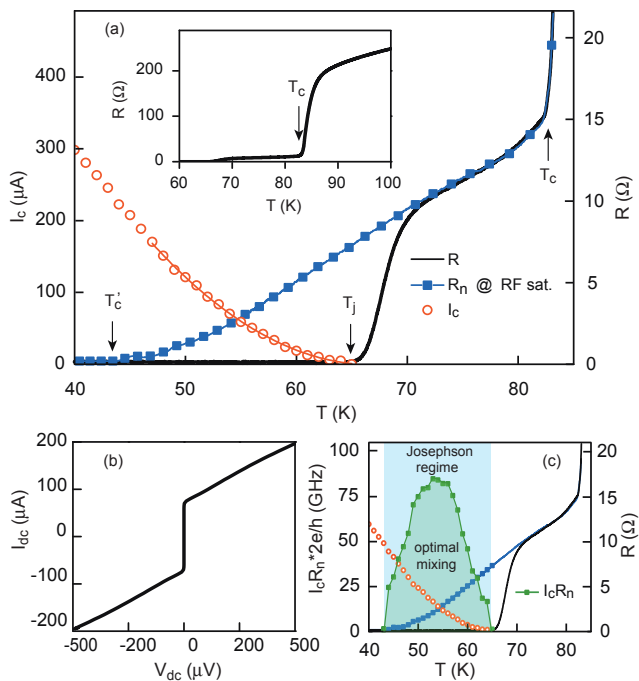 (a)
I_c (μA)
400
300
200
100
0
R (Ω)
200
100
0
T_c
60 70 80 90 100
T (K)
20
15
10
5
0
R (Ω)
T_c
R
R_n @ RF sat.
I_c
T'_c
T_j
40 50 60 70 80
T (K)
(b)
I_dc (μA)
200
100
0
-100
-200
-500 -200 0 200 500
V_dc (μV)
Josephson
regime
(c)
optimal
mixing
I_cR_n*2e/h (GHz)
100
75
50
25
0
I_cR_n
20
15
10
5
0
R (Ω)
40 50 60 70 80
T (K)